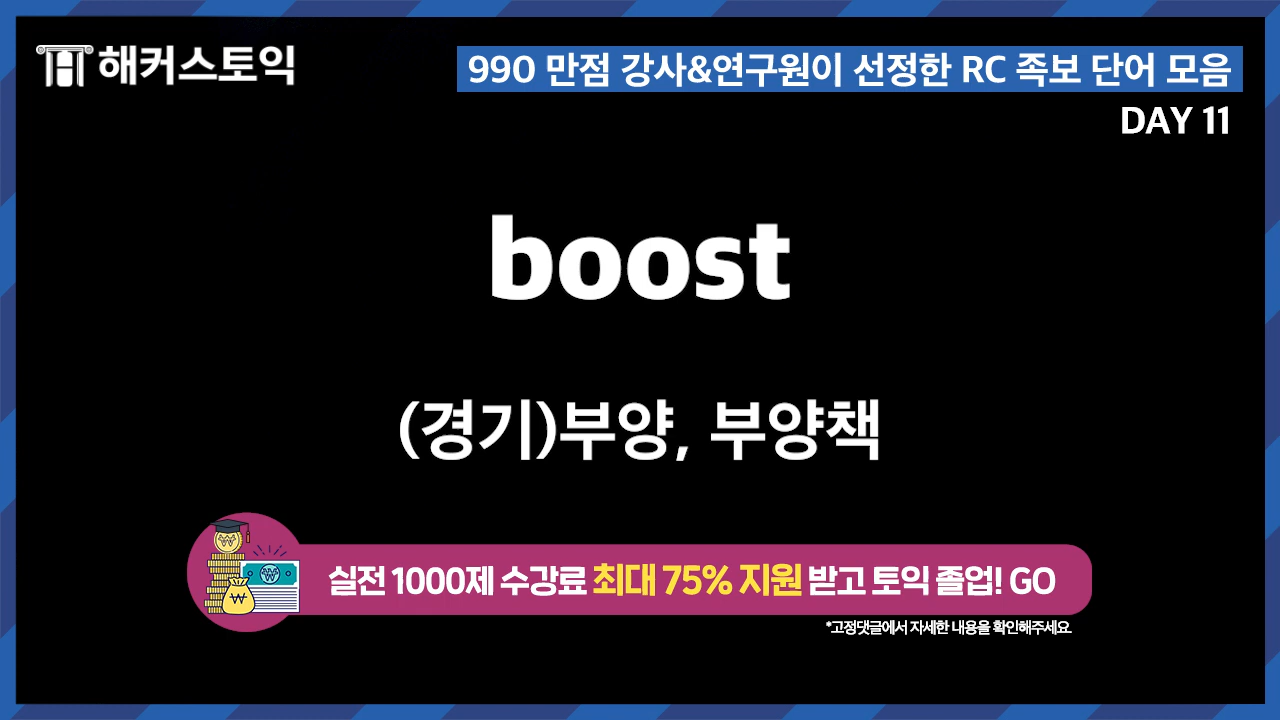 해커스토익
990 만점 강사&연구원이 선정한 RC 족보 단어 모음
DAY 11
boost
(경기)부양, 부양책
실전 1000제 수강료 최대 75% 지원 받고 토익 졸업! GO
*고정댓글에서 자세한 내용을 확인해주세요.